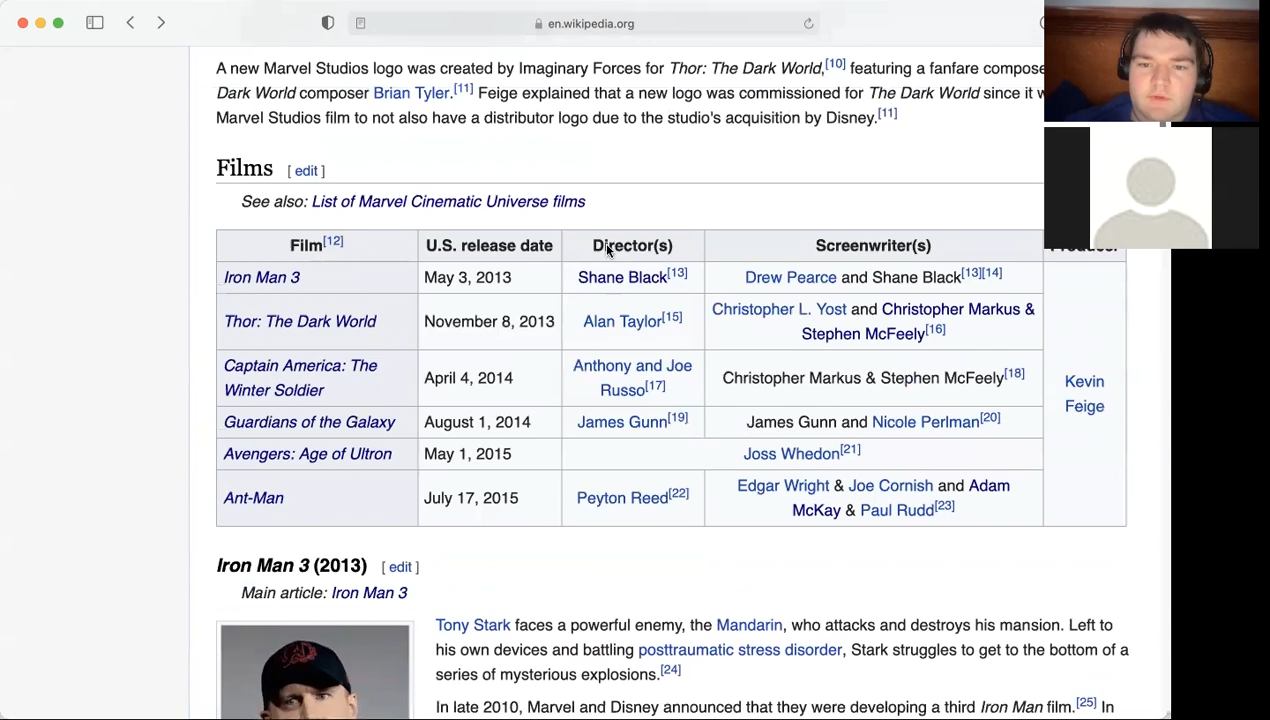 en.wikipedia.org
A new Marvel Studios logo was created by Imaginary Forces for Thor: The Dark World,[10] featuring a fanfare
Dark World composer Brian Tyler.[11] Feige explained that a new logo was commissioned for The Dark World since it
Marvel Studios film to not also have a distributor logo due to the studio's acquisition by Disney.[11]
Films [ edit ]
See also: List of Marvel Cinematic Universe films
Film[12] U.S. release date Director(s) Screenwriter(s)
Iron Man 3 May 3, 2013 Shane Black[13] Drew Pearce and Shane Black[13][14]
Thor: The Dark World November 8, 2013 Alan Taylor[15] Christopher L. Yost and Christopher Markus &
Stephen McFeely[16]
Captain America: The
Winter Soldier April 4, 2014 Anthony and Joe
Russo[17] Christopher Markus & Stephen McFeely[18]
Kevin
Feige
Guardians of the Galaxy August 1, 2014 James Gunn[19] James Gunn and Nicole Perlman[20]
Avengers: Age of Ultron May 1, 2015 Joss Whedon[21]
Ant-Man July 17, 2015 Peyton Reed[22] Edgar Wright & Joe Cornish and Adam
McKay & Paul Rudd[23]
Iron Man 3 (2013) [ edit ]
Main article: Iron Man 3
Tony Stark faces a powerful enemy, the Mandarin, who attacks and destroys his mansion. Left to
his own devices and battling posttraumatic stress disorder, Stark struggles to get to the bottom of a
series of mysterious explosions.[24]
In late 2010, Marvel and Disney announced that they were developing a third Iron Man film.[25] In